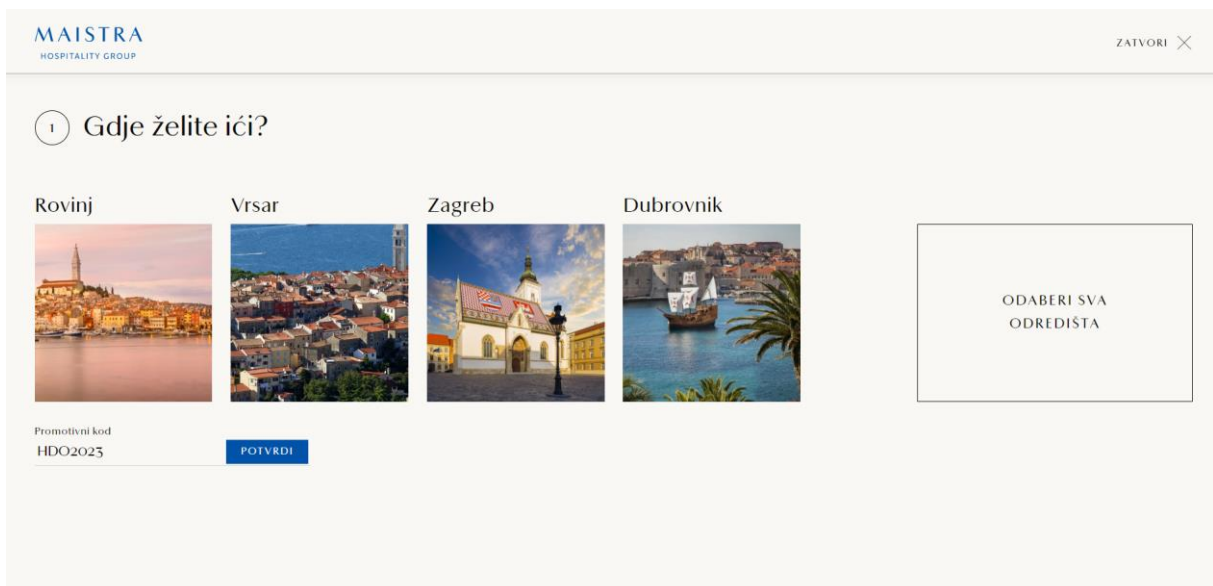 MAISTRA
HOSPITALITY GROUP
ZATVORI
1 Gdje želite ići?
Rovinj
Vrsar
Zagreb
Dubrovnik
ODABERI SVA
ODREDIŠTA
Promotivni kod
HDO2023
POTVRDI